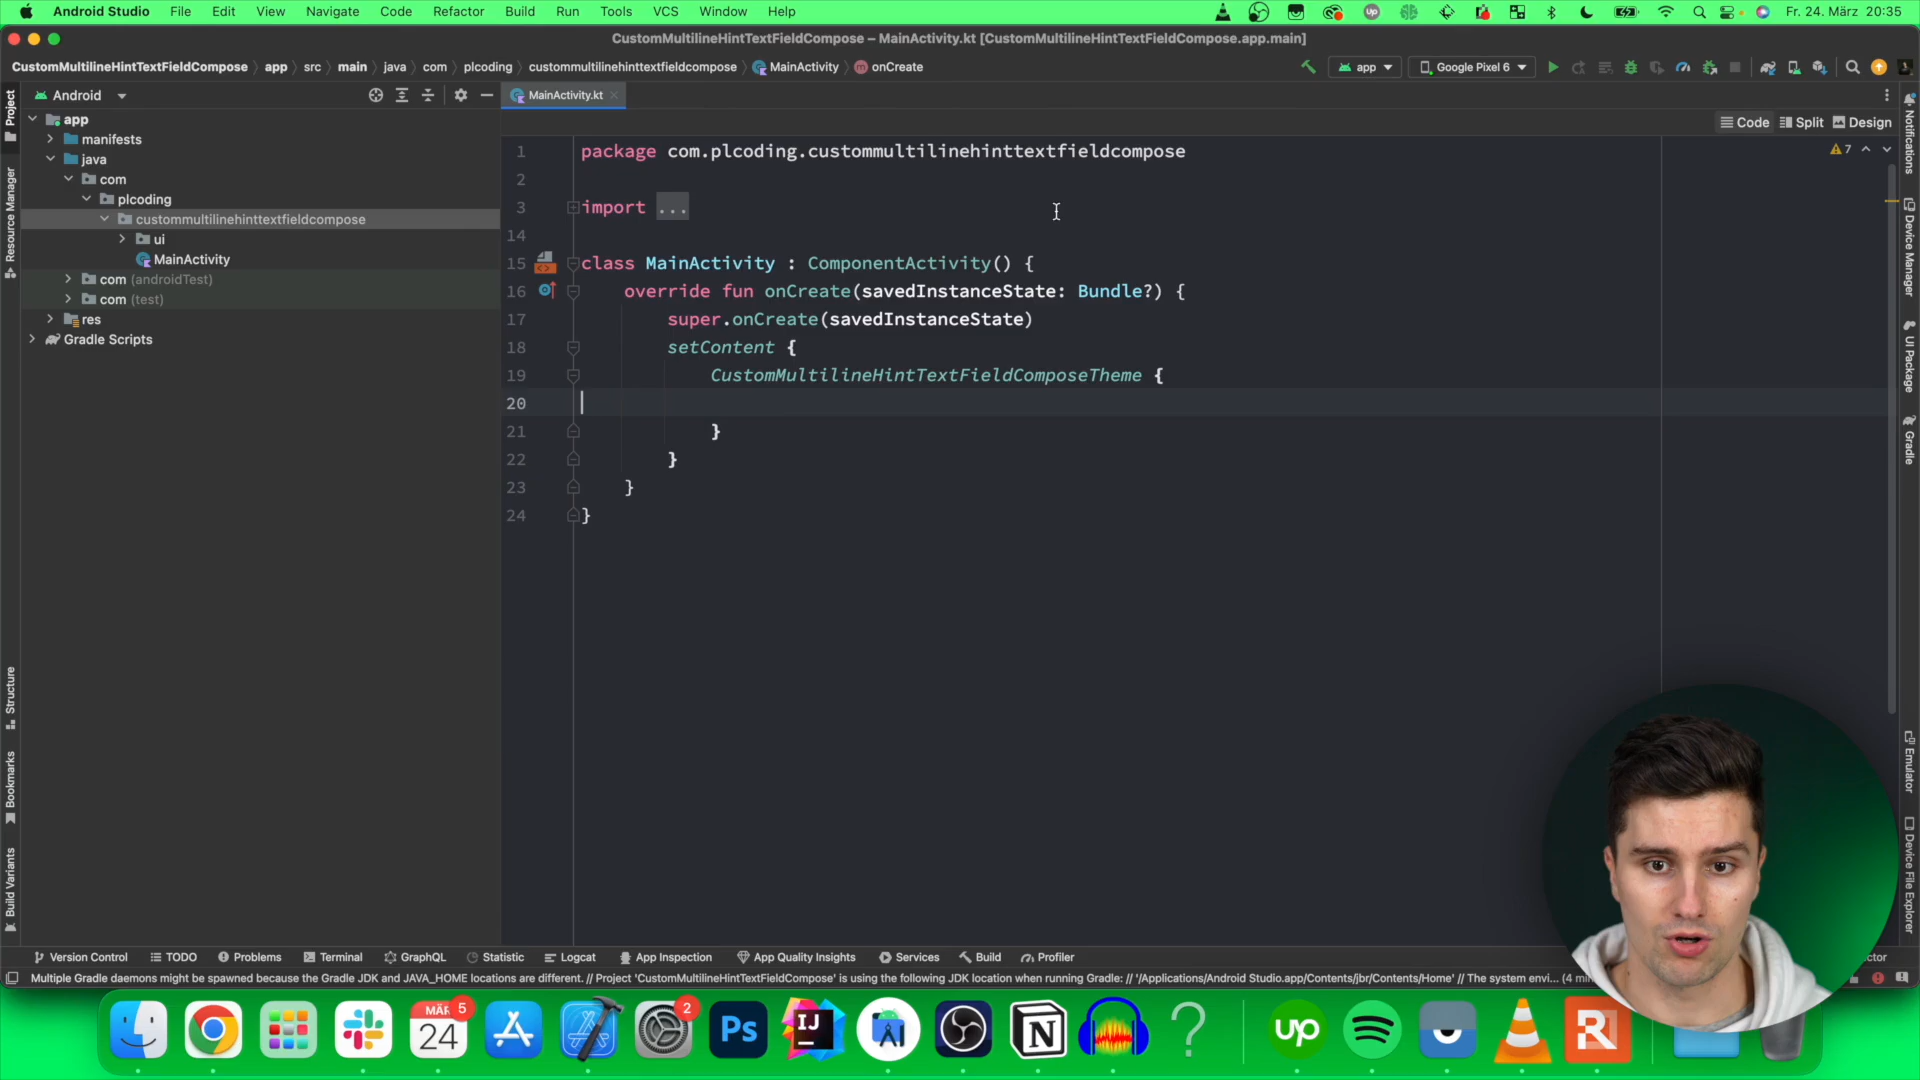 Android Studio File Edit View Navigate Code Refactor Build Run Tools VCS Window Help Fr. 24. März 20:35
CustomMultilineHintTextFieldCompose – MainActivity.kt [CustomMultilineHintTextFieldCompose.app.main]
CustomMultilineHintTextFieldCompose app src main java com plcoding custommultilinehinttextfieldcompose MainActivity onCreate app Google Pixel 6
Android
MainActivity.kt
Code Split Design
app
manifests
java
com
plcoding
custommultilinehinttextfieldcompose
ui
MainActivity
com (androidTest)
com (test)
res
Gradle Scripts
1 package com.plcoding.custommultilinehinttextfieldcompose
7
2
3 import ...
14
15 class MainActivity : ComponentActivity() {
16 override fun onCreate(savedInstanceState: Bundle?) {
17 super.onCreate(savedInstanceState)
18 setContent {
19 CustomMultilineHintTextFieldComposeTheme {
20
21 }
22 }
23 }
24 }
Project
Resource Manager
Structure
Bookmarks
Build Variants
Notifications
Device Manager
UI Package
Gradle
Emulator
Device File Explorer
Version Control TODO Problems Terminal GraphQL Statistic Logcat App Inspection App Quality Insights Services Build Profiler
Multiple Gradle daemons might be spawned because the Gradle JDK and JAVA_HOME locations are different. // Project 'CustomMultilineHintTextFieldCompose' is using the following JDK location when running Gradle: // '/Applications/Android Studio.app/Contents/jbr/Contents/Home' // The system envi...
MÄR 5
24
2
Ps
IJ
N
?
up
R